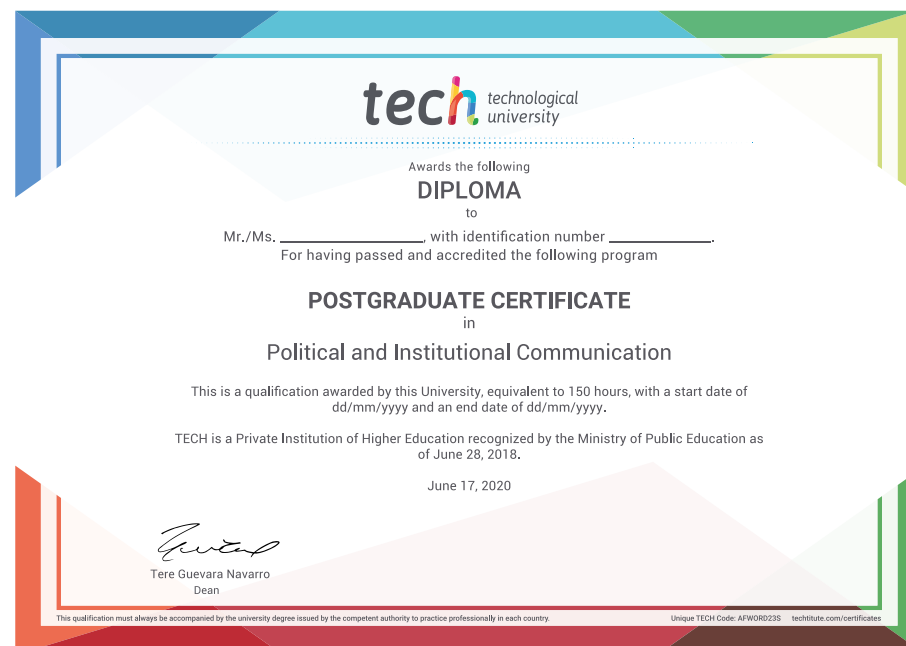 tech technological
university
Awards the following
DIPLOMA
to
Mr./Ms. ____________________, with identification number ______________.
For having passed and accredited the following program
POSTGRADUATE CERTIFICATE
in
Political and Institutional Communication
This is a qualification awarded by this University, equivalent to 150 hours, with a start date of
dd/mm/yyyy and an end date of dd/mm/yyyy.
TECH is a Private Institution of Higher Education recognized by the Ministry of Public Education as
of June 28, 2018.
June 17, 2020
Tere Guevara Navarro
Dean
This qualification must always be accompanied by the university degree issued by the competent authority to practice professionally in each country. Unique TECH Code: AFWORD23S techtitute.com/certificates